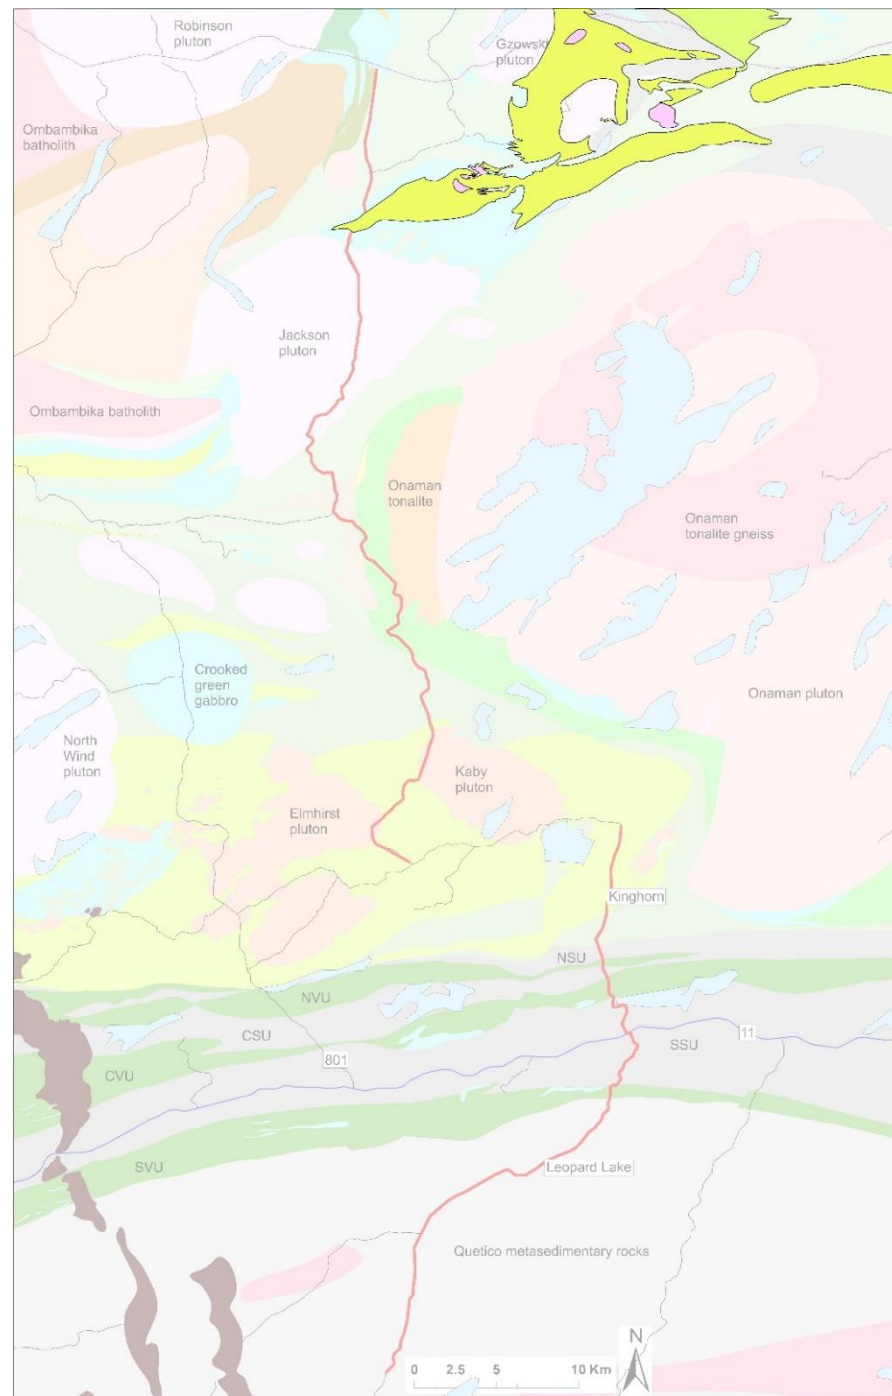 Robinson
pluton
Gzowski
pluton
Ombambika
batholith
Jackson
pluton
Ombambika batholith
Onaman
tonalite
Onaman
tonalite gneiss
Crooked
green
gabbro
Onaman pluton
North
Wind
pluton
Kaby
pluton
Elmhirst
pluton
Kinghorn
NSU
NVU
CSU
11
801
SSU
CVU
SVU
Leopard Lake
Quetico metasedimentary rocks
N
0 2.5 5 10 Km